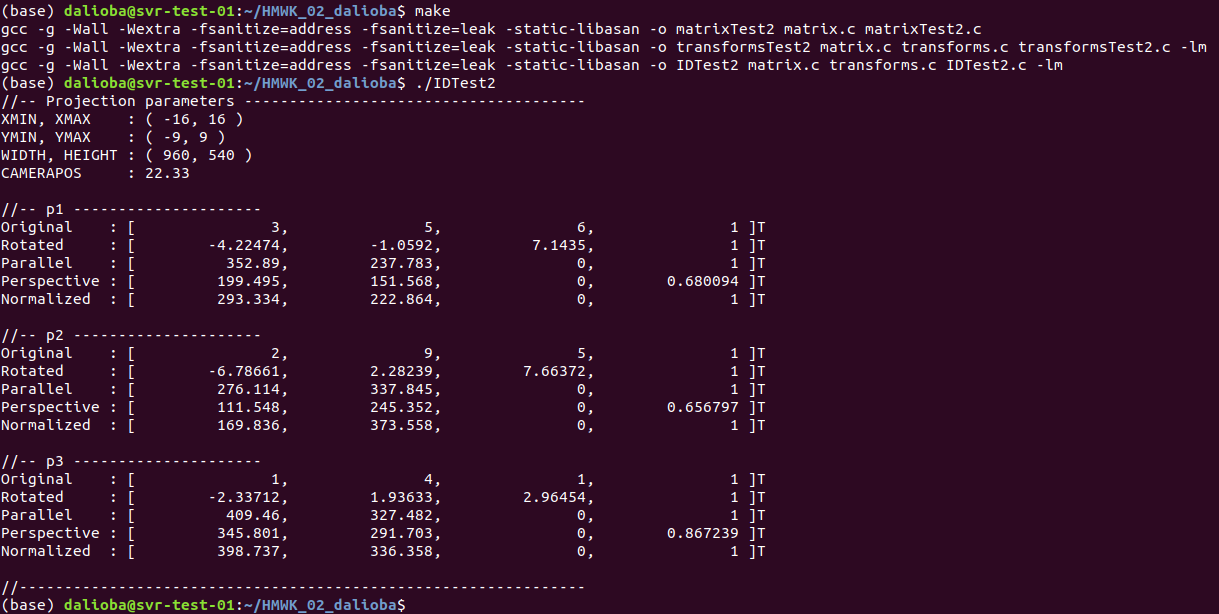 (base) dalioba@svr-test-01:~/HMWK_02_dalioba$ make
gcc -g -Wall -Wextra -fsanitize=address -fsanitize=leak -static-libasan -o matrixTest2 matrix.c matrixTest2.c
gcc -g -Wall -Wextra -fsanitize=address -fsanitize=leak -static-libasan -o transformsTest2 matrix.c transforms.c transformsTest2.c -lm
gcc -g -Wall -Wextra -fsanitize=address -fsanitize=leak -static-libasan -o IDTest2 matrix.c transforms.c IDTest2.c -lm
(base) dalioba@svr-test-01:~/HMWK_02_dalioba$ ./IDTest2
//-- Projection parameters --------------------------------------
XMIN, XMAX    : ( -16, 16 )
YMIN, YMAX    : ( -9, 9 )
WIDTH, HEIGHT : ( 960, 540 )
CAMERAPOS     : 22.33

//-- p1 ---------------------
Original    : [               3,               5,               6,               1 ]T
Rotated     : [        -4.22474,         -1.0592,          7.1435,               1 ]T
Parallel    : [          352.89,         237.783,               0,               1 ]T
Perspective : [         199.495,         151.568,               0,        0.680094 ]T
Normalized  : [         293.334,         222.864,               0,               1 ]T

//-- p2 ---------------------
Original    : [               2,               9,               5,               1 ]T
Rotated     : [        -6.78661,         2.28239,         7.66372,               1 ]T
Parallel    : [         276.114,         337.845,               0,               1 ]T
Perspective : [         111.548,         245.352,               0,        0.656797 ]T
Normalized  : [         169.836,         373.558,               0,               1 ]T

//-- p3 ---------------------
Original    : [               1,               4,               1,               1 ]T
Rotated     : [        -2.33712,         1.93633,         2.96454,               1 ]T
Parallel    : [          409.46,         327.482,               0,               1 ]T
Perspective : [         345.801,         291.703,               0,        0.867239 ]T
Normalized  : [         398.737,         336.358,               0,               1 ]T

//---------------------------------------------------------------
(base) dalioba@svr-test-01:~/HMWK_02_dalioba$